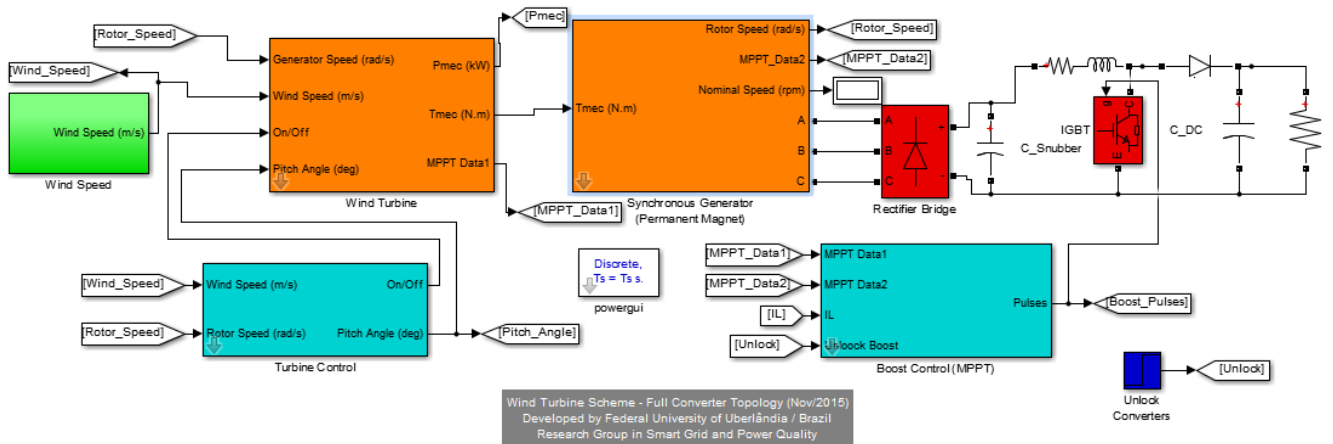 [Rotor_Speed]
[Wind_Speed]
Wind Speed (m/s)
Wind Speed
Generator Speed (rad/s)
Wind Speed (m/s)
On/Off
Pitch Angle (deg)
Pmec (kW)
Tmec (N.m)
MPPT Data1
Wind Turbine
[Pmec]
[MPPT_Data1]
Tmec (N.m)
Rotor Speed (rad/s)
MPPT_Data2
Nominal Speed (rpm)
A
B
C
Synchronous Generator
(Permanent Magnet)
[Rotor_Speed]
[MPPT_Data2]
A
B
C
+
-
Rectifier Bridge
C_Snubber
IGBT
g
C
E
C_DC
+
+
+
+
[Wind_Speed]
[Rotor_Speed]
Wind Speed (m/s)
Rotor Speed (rad/s)
On/Off
Pitch Angle (deg)
Turbine Control
[Pitch_Angle]
Discrete,
Ts = Ts s.
powergui
[MPPT_Data1]
[MPPT_Data2]
[IL]
[Unlock]
MPPT Data1
MPPT Data2
IL
Unloock Boost
Pulses
Boost Control (MPPT)
[Boost_Pulses]
Unlock
Converters
[Unlock]
Wind Turbine Scheme - Full Converter Topology (Nov/2015)
Developed by Federal University of Uberlândia / Brazil
Research Group in Smart Grid and Power Quality